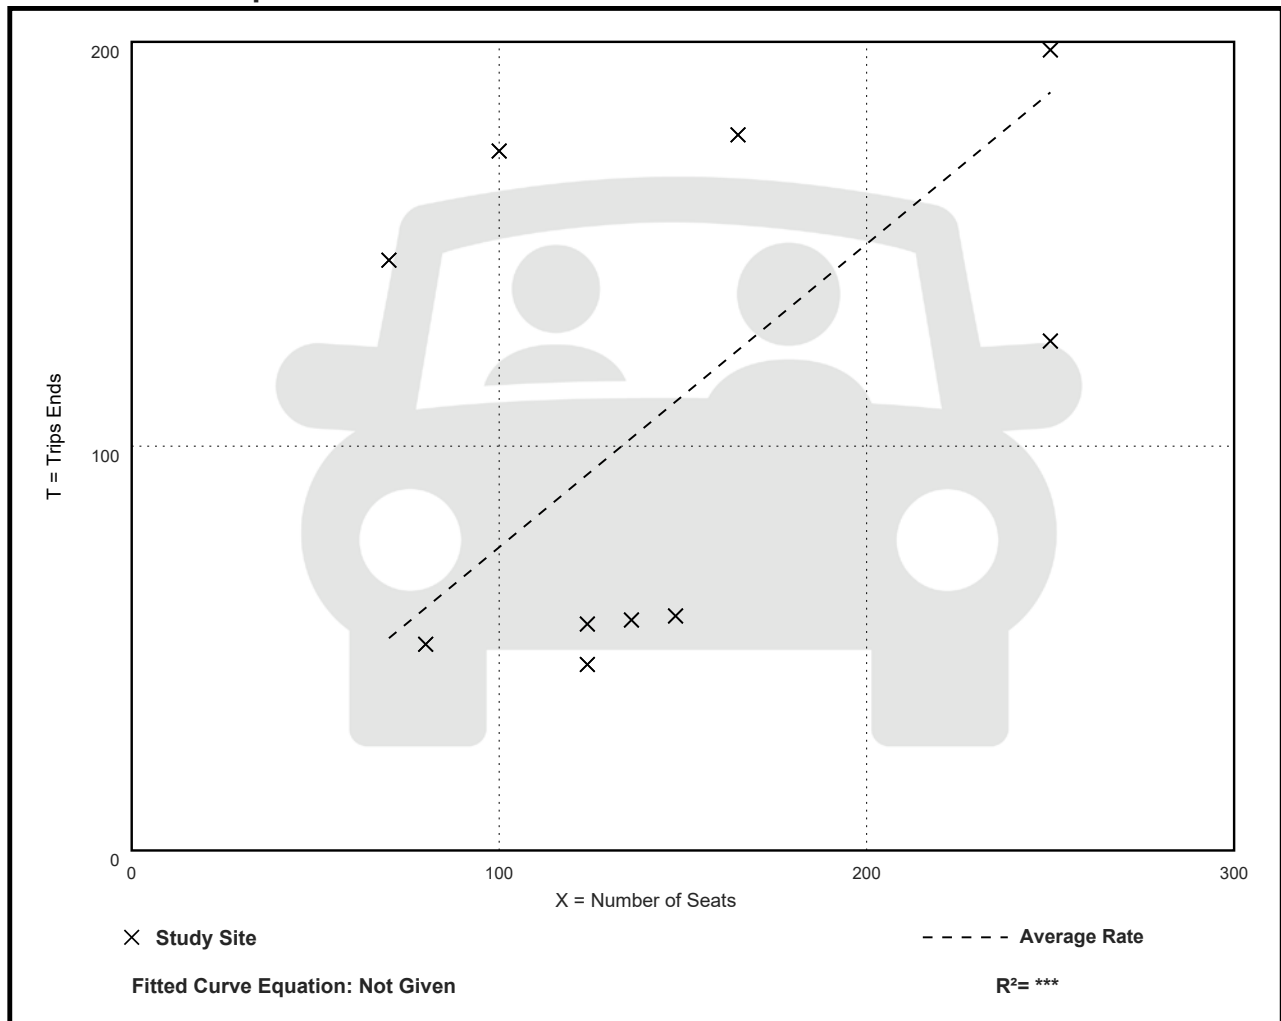 200
T = Trips Ends
100
0
0 100 200 300
X = Number of Seats
Study Site
Average Rate
Fitted Curve Equation: Not Given
R²= ***